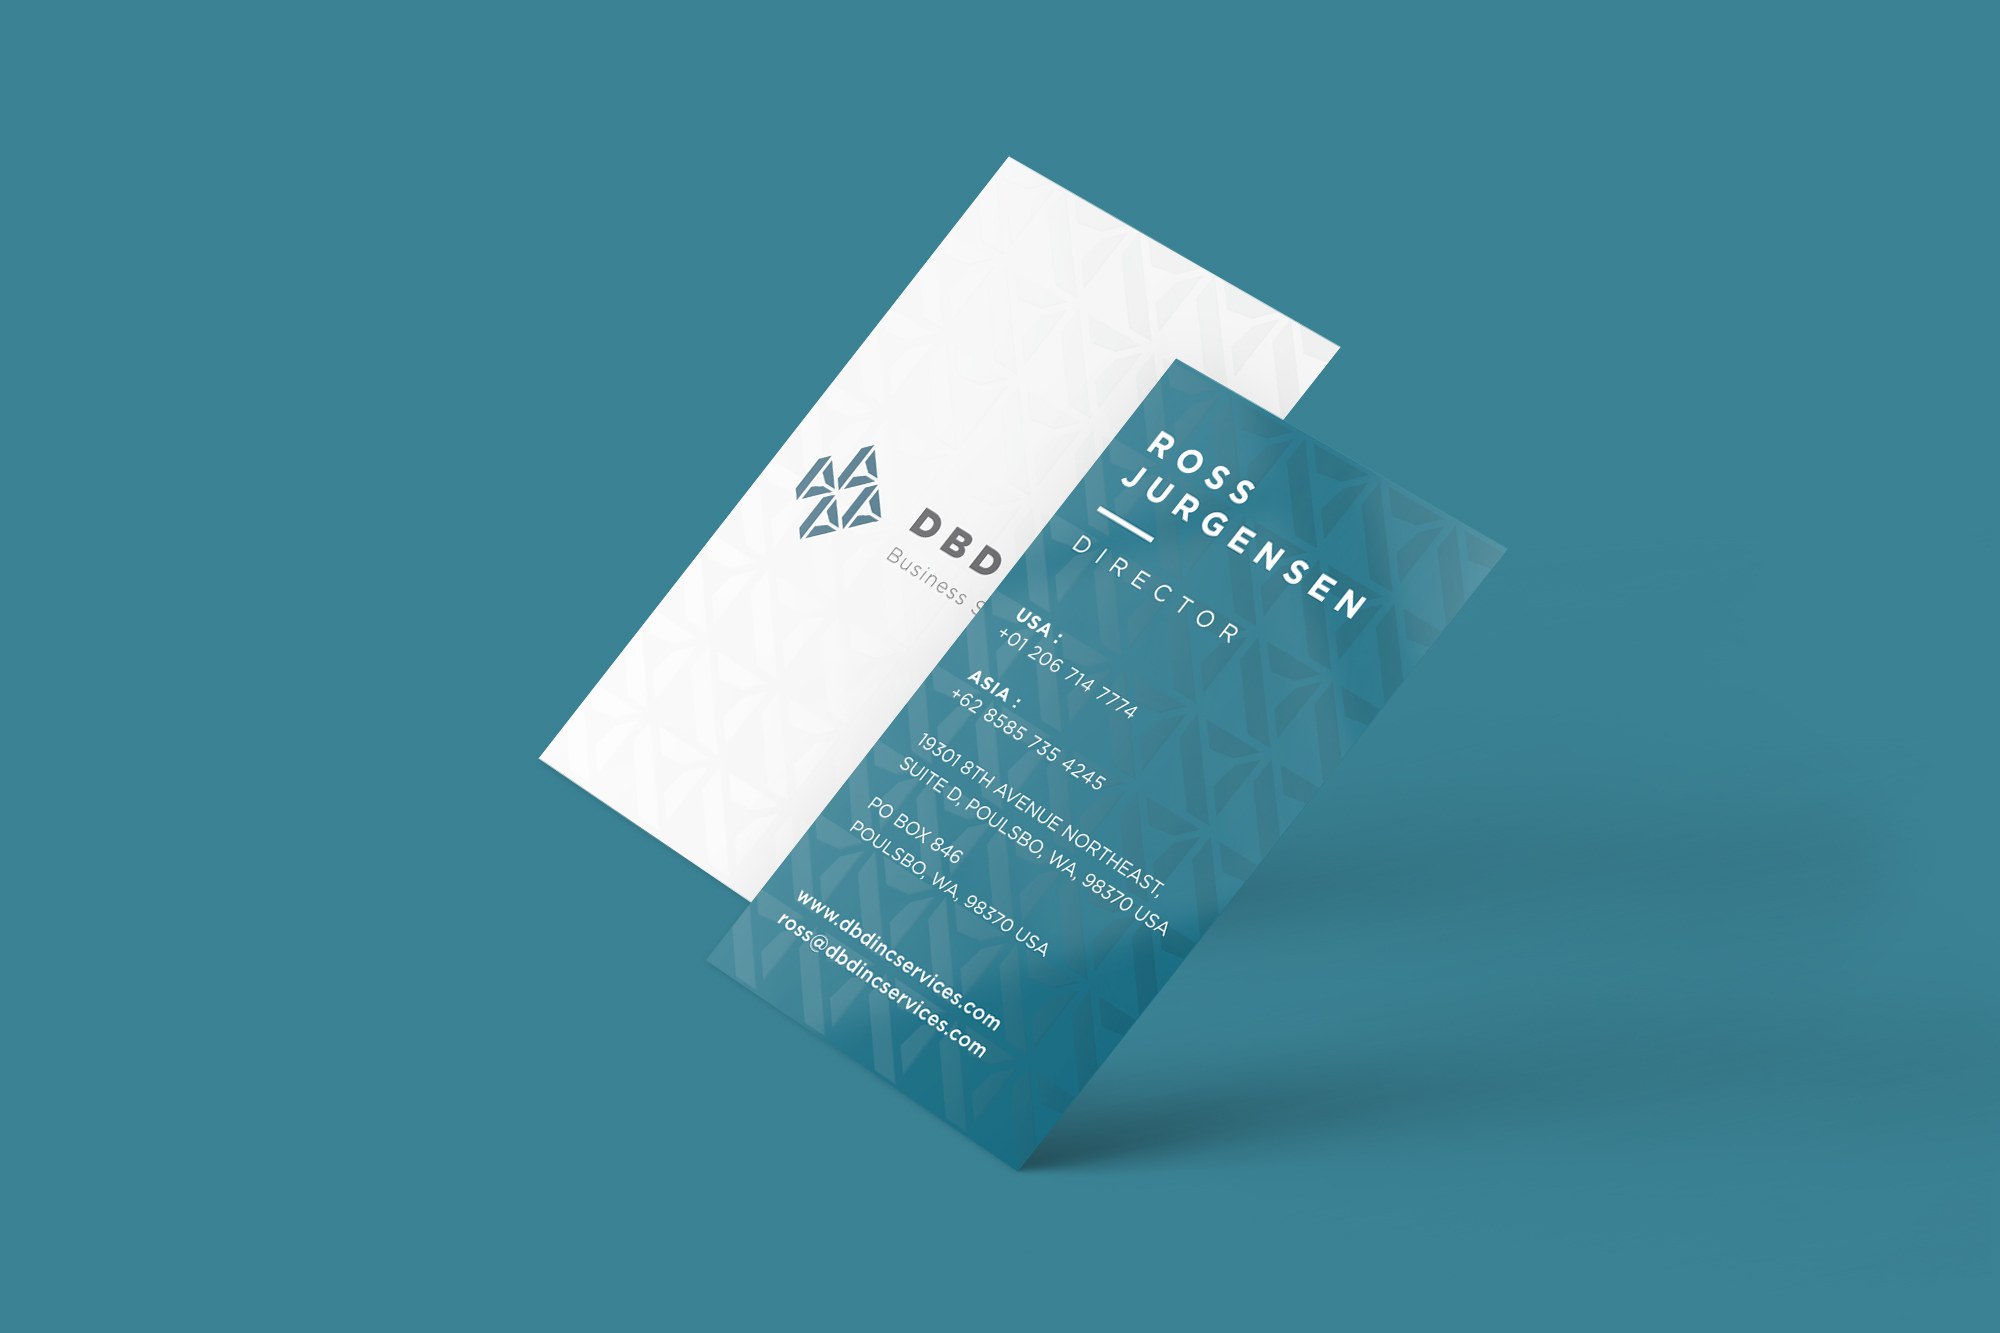 DBD
Business
ROSS
JURGENSEN
DIRECTOR
USA :
+01 206 714 7774
ASIA :
+62 8585 735 4245
19301 8TH AVENUE NORTHEAST,
SUITE D, POULSBO, WA, 98370 USA
PO BOX 846
POULSBO, WA, 98370 USA
www.dbdincservices.com
ross@dbdincservices.com